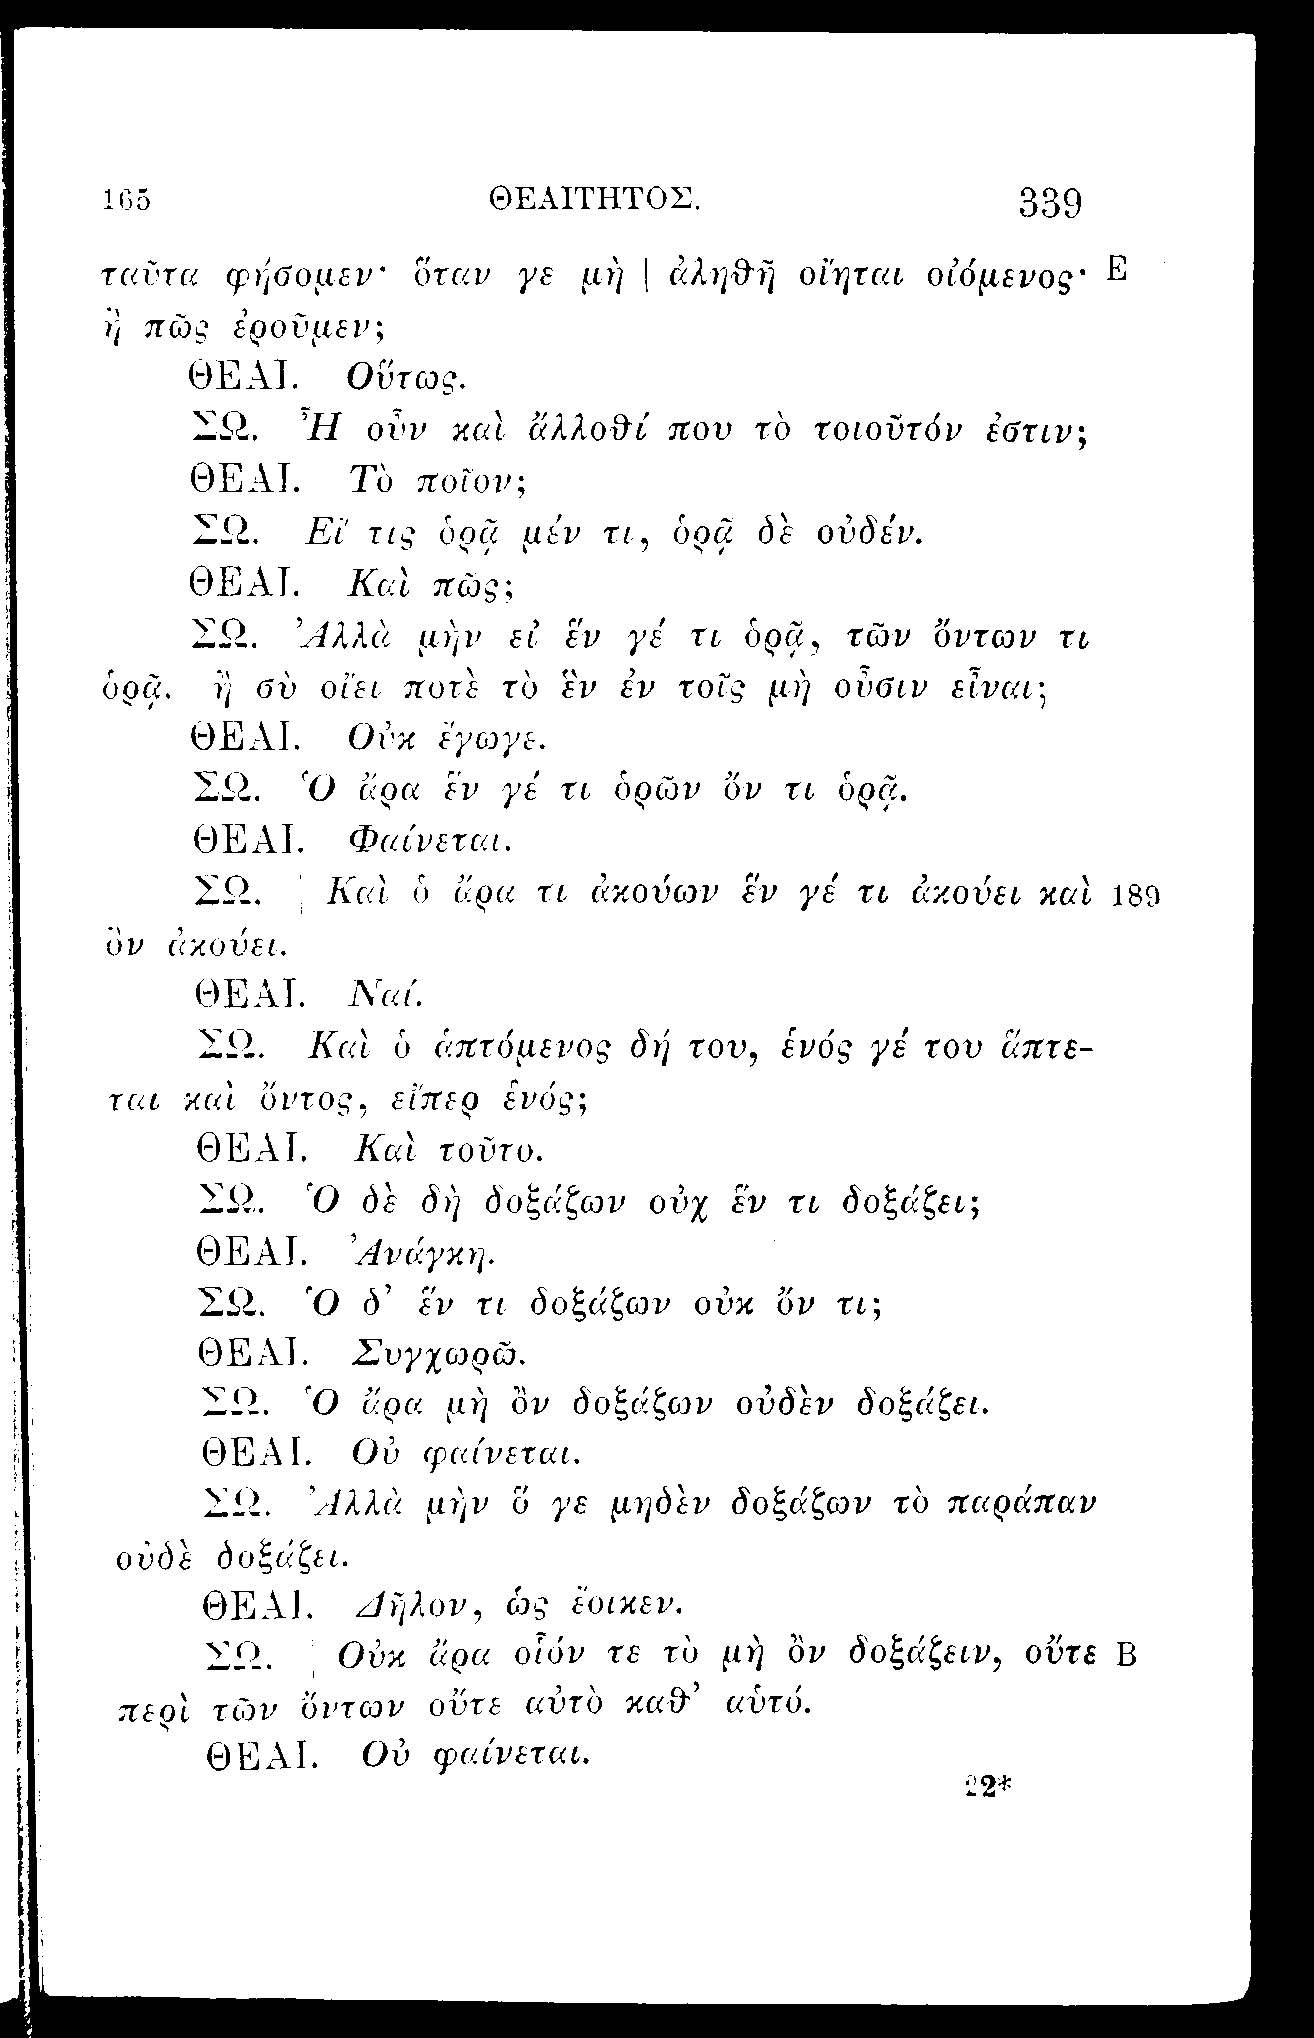 165 ΘΕΑΙΤΗΤΟΣ. 339
ταῦτα φήσομεν· ὅταν γε μὴ | ἀληϑῆ οἴηται οἰόμενος· E
ἢ πῶς ἐροῦμεν;
ΘΕΑΙ. Οὕτως.
ΣΩ. Ἦ οὖν καὶ ἄλλοϑί που τὸ τοιοῦτόν ἐστιν;
ΘΕΑΙ. Τὸ ποῖον;
ΣΩ. Εἴ τις ὁρᾷ μέν τι, ὁρᾷ δὲ οὐδέν.
ΘΕΑΙ. Καὶ πῶς;
ΣΩ. Ἀλλὰ μὴν εἰ ἕν γέ τι ὁρᾷ, τῶν ὄντων τι
ὁρᾷ. ἢ σὺ οἴει ποτὲ τὸ ἓν ἐν τοῖς μὴ οὖσιν εἶναι;
ΘΕΑΙ. Οὐκ ἔγωγε.
ΣΩ. Ὁ ἄρα ἕν γέ τι ὁρῶν ὄν τι ὁρᾷ.
ΘΕΑΙ. Φαίνεται.
ΣΩ. | Καὶ ὁ ἄρα τι ἀκούων ἕν γέ τι ἀκούει καὶ 189
ὂν ἀκούει.
ΘΕΑΙ. Ναί.
ΣΩ. Καὶ ὁ ἁπτόμενος δή του, ἑνός γέ του ἅπτε-
ται καὶ ὄντος, εἴπερ ἑνός;
ΘΕΑΙ. Καὶ τοῦτο.
ΣΩ. Ὁ δὲ δὴ δοξάζων οὐχ ἕν τι δοξάζει;
ΘΕΑΙ. Ἀνάγκη.
ΣΩ. Ὁ δ’ ἕν τι δοξάζων οὐκ ὄν τι;
ΘΕΑΙ. Συγχωρῶ.
ΣΩ. Ὁ ἄρα μὴ ὂν δοξάζων οὐδὲν δοξάζει.
ΘΕΑΙ. Οὐ φαίνεται.
ΣΩ. Ἀλλὰ μὴν ὅ γε μηδὲν δοξάζων τὸ παράπαν
οὐδὲ δοξάζει.
ΘΕΑΙ. Δῆλον, ὡς ἔοικεν.
ΣΩ. | Οὐκ ἄρα οἷόν τε τὸ μὴ ὂν δοξάζειν, οὔτε B
περὶ τῶν ὄντων οὔτε αὐτὸ καϑ’ αὑτό.
ΘΕΑΙ. Οὐ φαίνεται.
22*